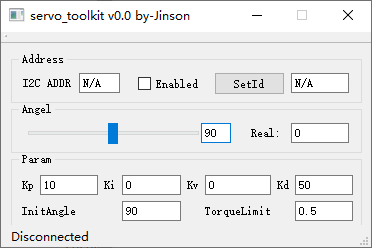 servo_toolkit v0.0 by-Jinson
Address
I2C ADDR N/A Enabled SetId N/A
Angel
90 Real: 0
Param
Kp 10 Ki 0 Kv 0 Kd 50
InitAngle 90 TorqueLimit 0.5
Disconnected